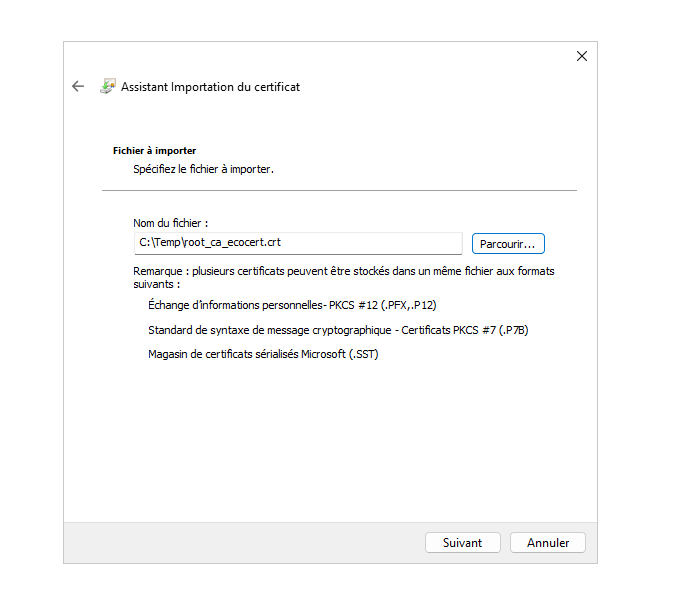 Assistant Importation du certificat
Fichier à importer
Spécifiez le fichier à importer.
Nom du fichier :
C:\Temp\root_ca_ecocert.crt
Parcourir...
Remarque : plusieurs certificats peuvent être stockés dans un même fichier aux formats
suivants :
Échange d'informations personnelles- PKCS #12 (.PFX,.P12)
Standard de syntaxe de message cryptographique - Certificats PKCS #7 (.P7B)
Magasin de certificats sérialisés Microsoft (.SST)
Suivant
Annuler